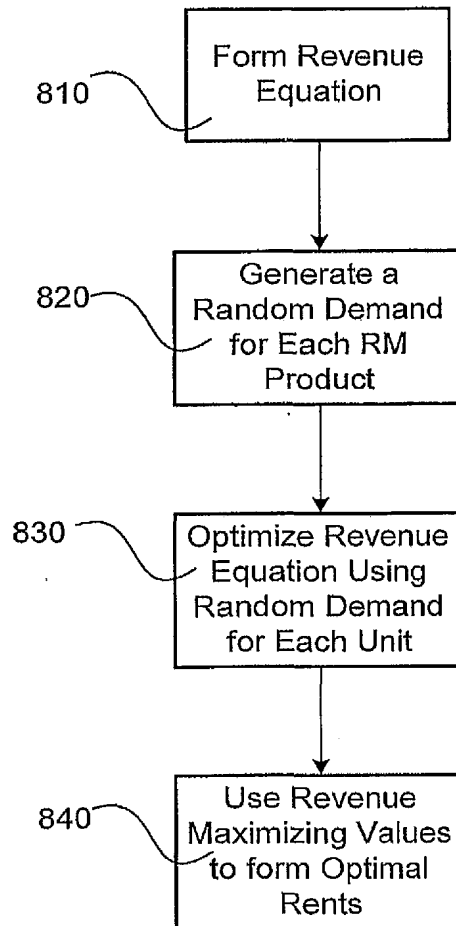 Form Revenue
Equation
810
Generate a
820
Random Demand
for Each RM
Product
830
Optimize Revenue
Equation Using
Random Demand
for Each Unit
Use Revenue
840
Maximizing Values
to form Optimal
Rents